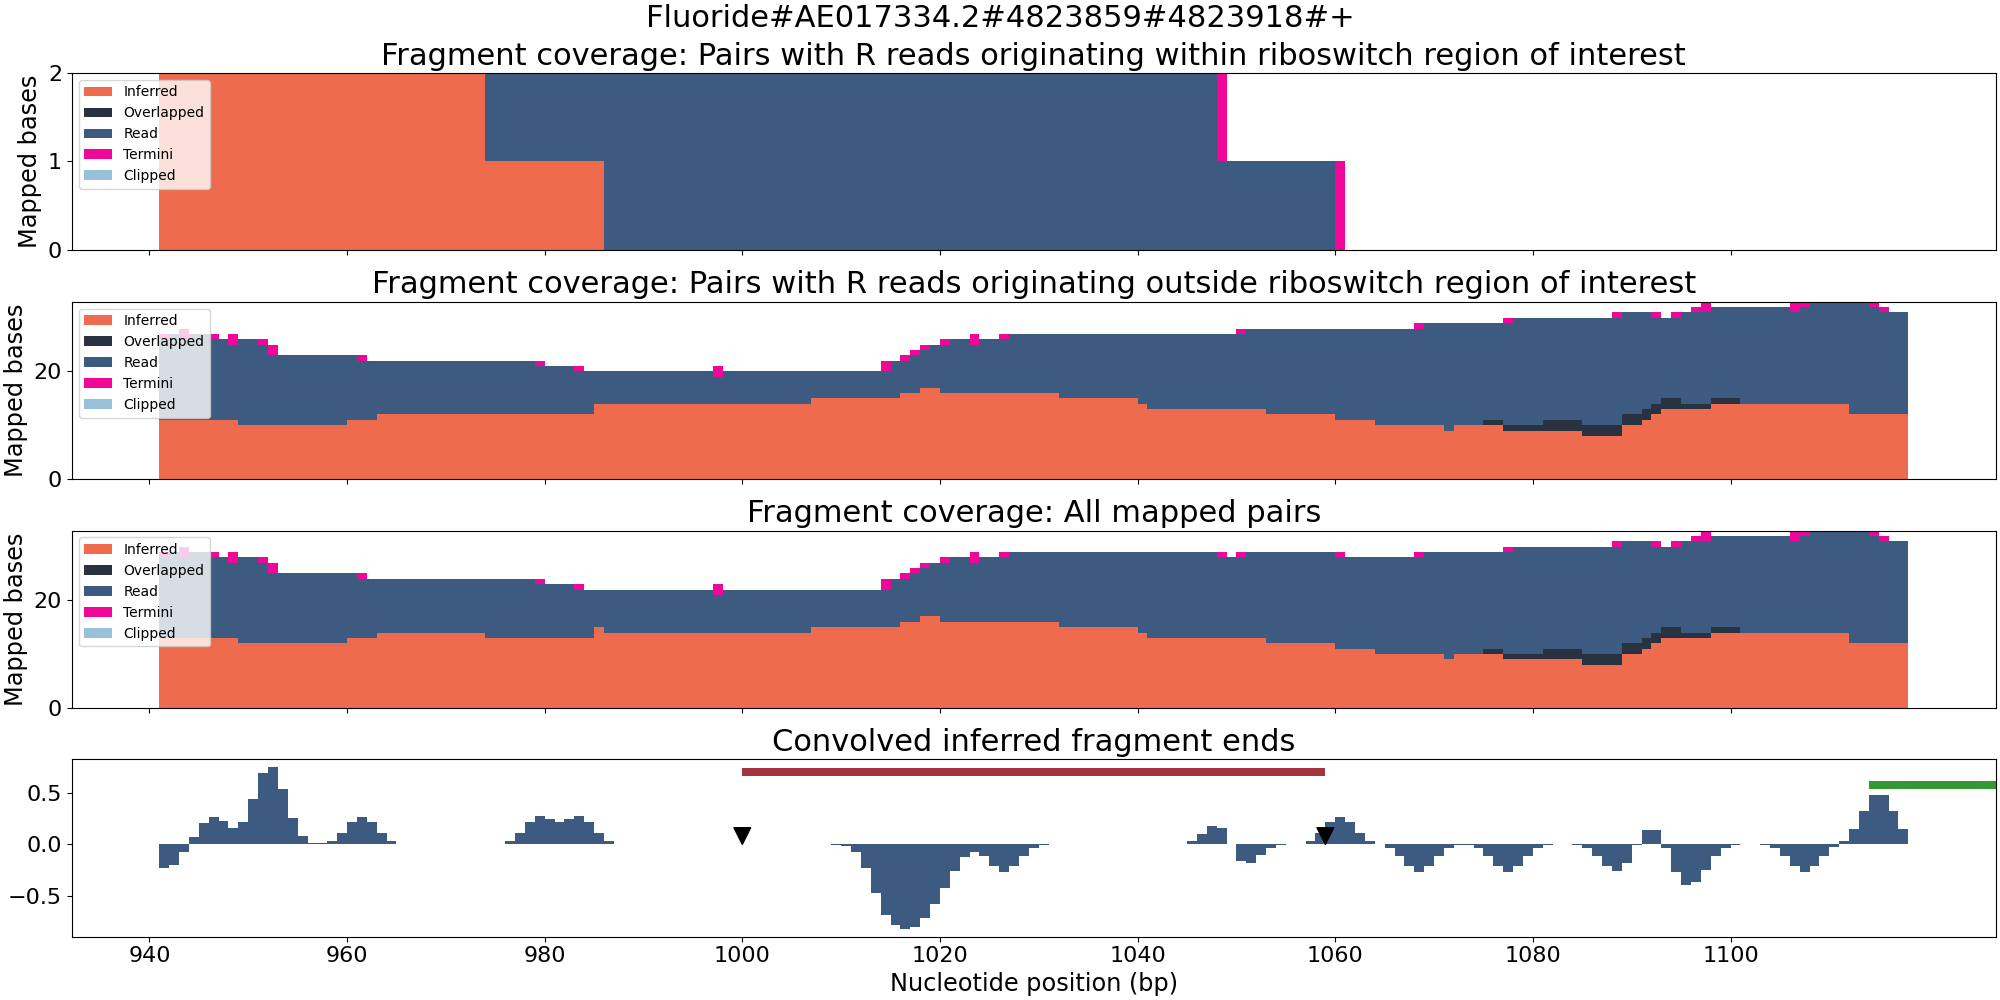 Fluoride#AE017334.2#4823859#4823918#+
Fragment coverage: Pairs with R reads originating within riboswitch region of interest
Mapped bases
2
1
0
Inferred
Overlapped
Read
Termini
Clipped
Fragment coverage: Pairs with R reads originating outside riboswitch region of interest
Mapped bases
20
0
Inferred
Overlapped
Read
Termini
Clipped
Fragment coverage: All mapped pairs
Mapped bases
20
0
Inferred
Overlapped
Read
Termini
Clipped
Convolved inferred fragment ends
0.5
0.0
−0.5
940 960 980 1000 1020 1040 1060 1080 1100
Nucleotide position (bp)